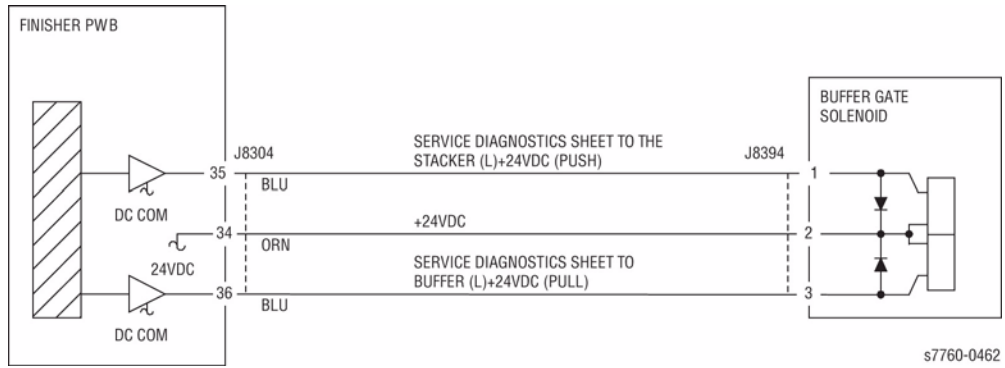 FINISHER PWB
BUFFER GATE
SOLENOID
SERVICE DIAGNOSTICS SHEET TO THE
STACKER (L)+24VDC (PUSH)
J8304
J8394
35
1
BLU
DC COM
+24VDC
34
2
ORN
24VDC
SERVICE DIAGNOSTICS SHEET TO
BUFFER (L)+24VDC (PULL)
36
3
BLU
DC COM
s7760-0462